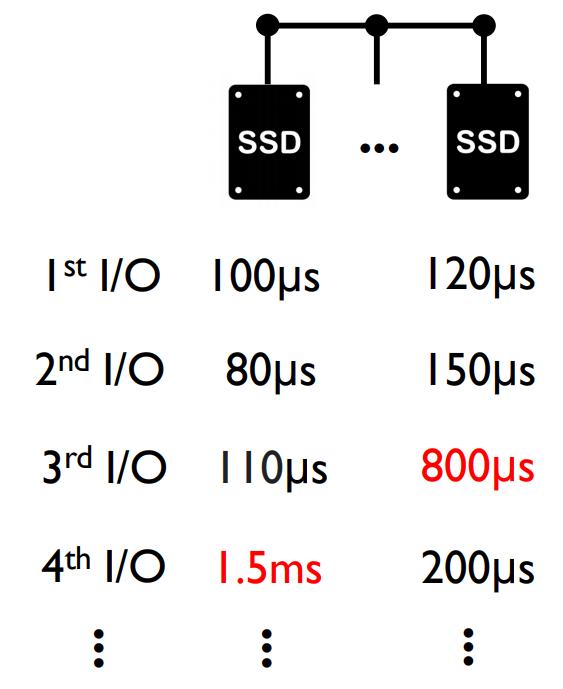 SSD ... SSD
1st I/O 100µs 120µs
2nd I/O 80µs 150µs
3rd I/O 110µs 800µs
4th I/O 1.5ms 200µs
⋮ ⋮ ⋮